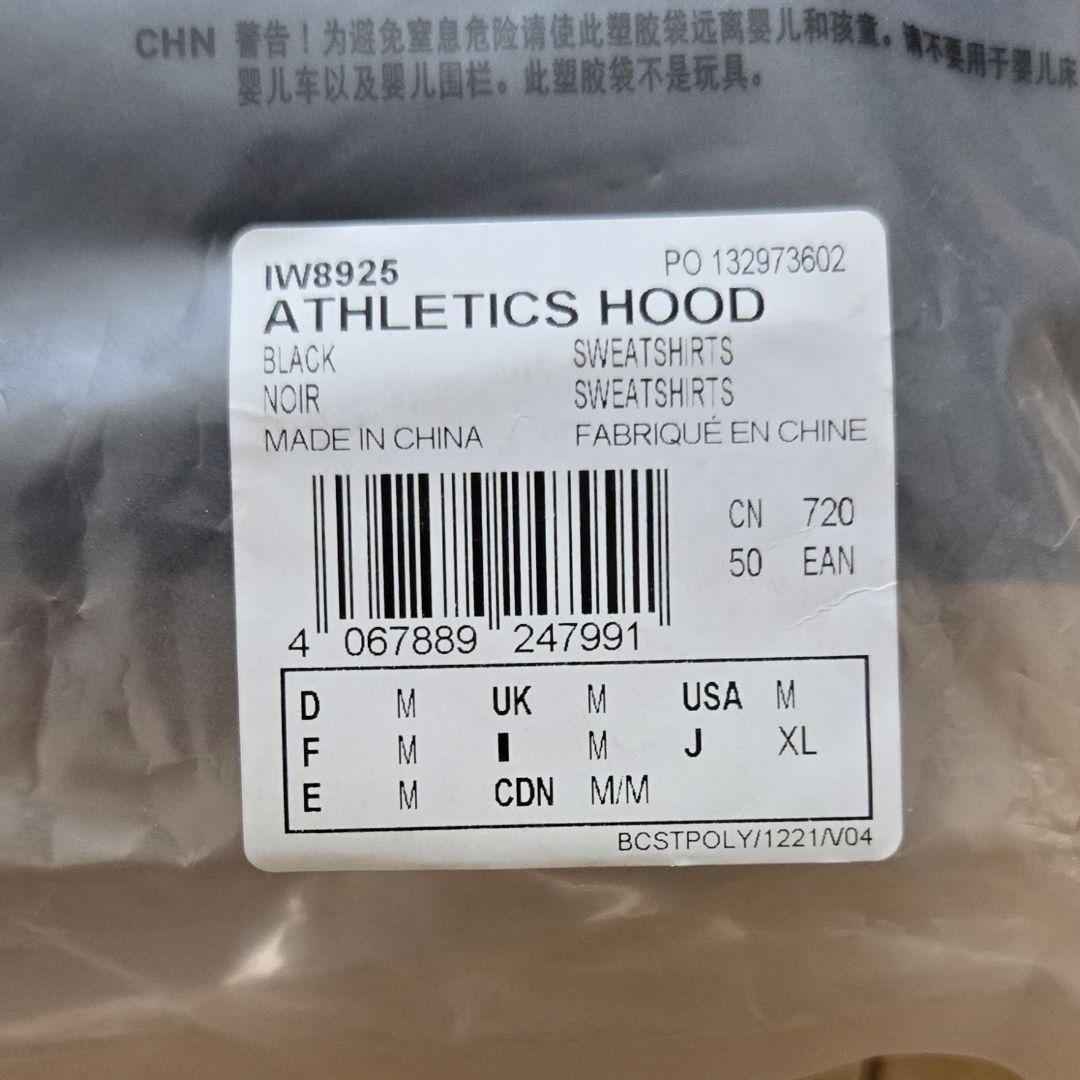 CHN 警告！为避免窒息危险请使此塑胶袋远离婴儿和孩童。请不要用于婴儿床
婴儿车以及婴儿围栏。此塑胶袋不是玩具。
IW8925 PO 132973602
ATHLETICS HOOD
BLACK SWEATSHIRTS
NOIR SWEATSHIRTS
MADE IN CHINA FABRIQUÉ EN CHINE
CN 720
50 EAN
4 067889 247991
D M UK M USA M
F M I M J XL
E M CDN M/M
BCSTPOLY/1221/V04